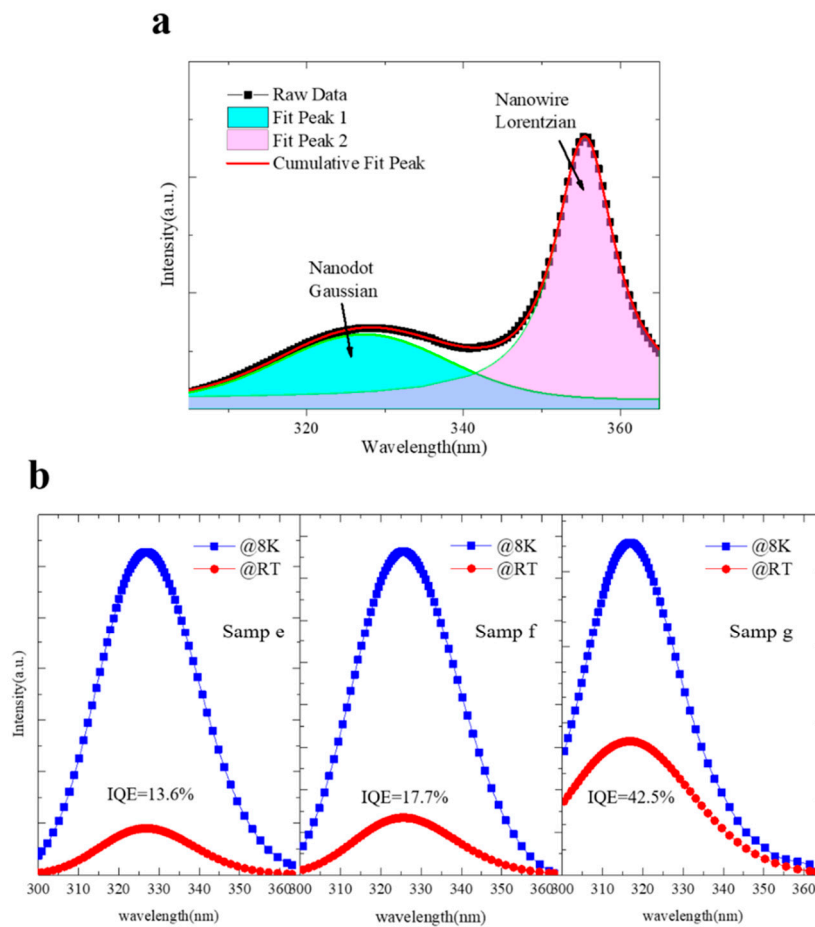 a
Raw Data
Fit Peak 1
Fit Peak 2
Cumulative Fit Peak
Nanowire
Lorentzian
Nanodot
Gaussian
Intensity(a.u.)
320 340 360
Wavelength(nm)
b
@8K
@RT
Samp e
IQE=13.6%
@8K
@RT
Samp f
IQE=17.7%
@8K
@RT
Samp g
IQE=42.5%
Intensity(a.u.)
300 310 320 330 340 350 360
300 310 320 330 340 350 360
300 310 320 330 340 350 360
wavelength(nm)
wavelength(nm)
wavelength(nm)